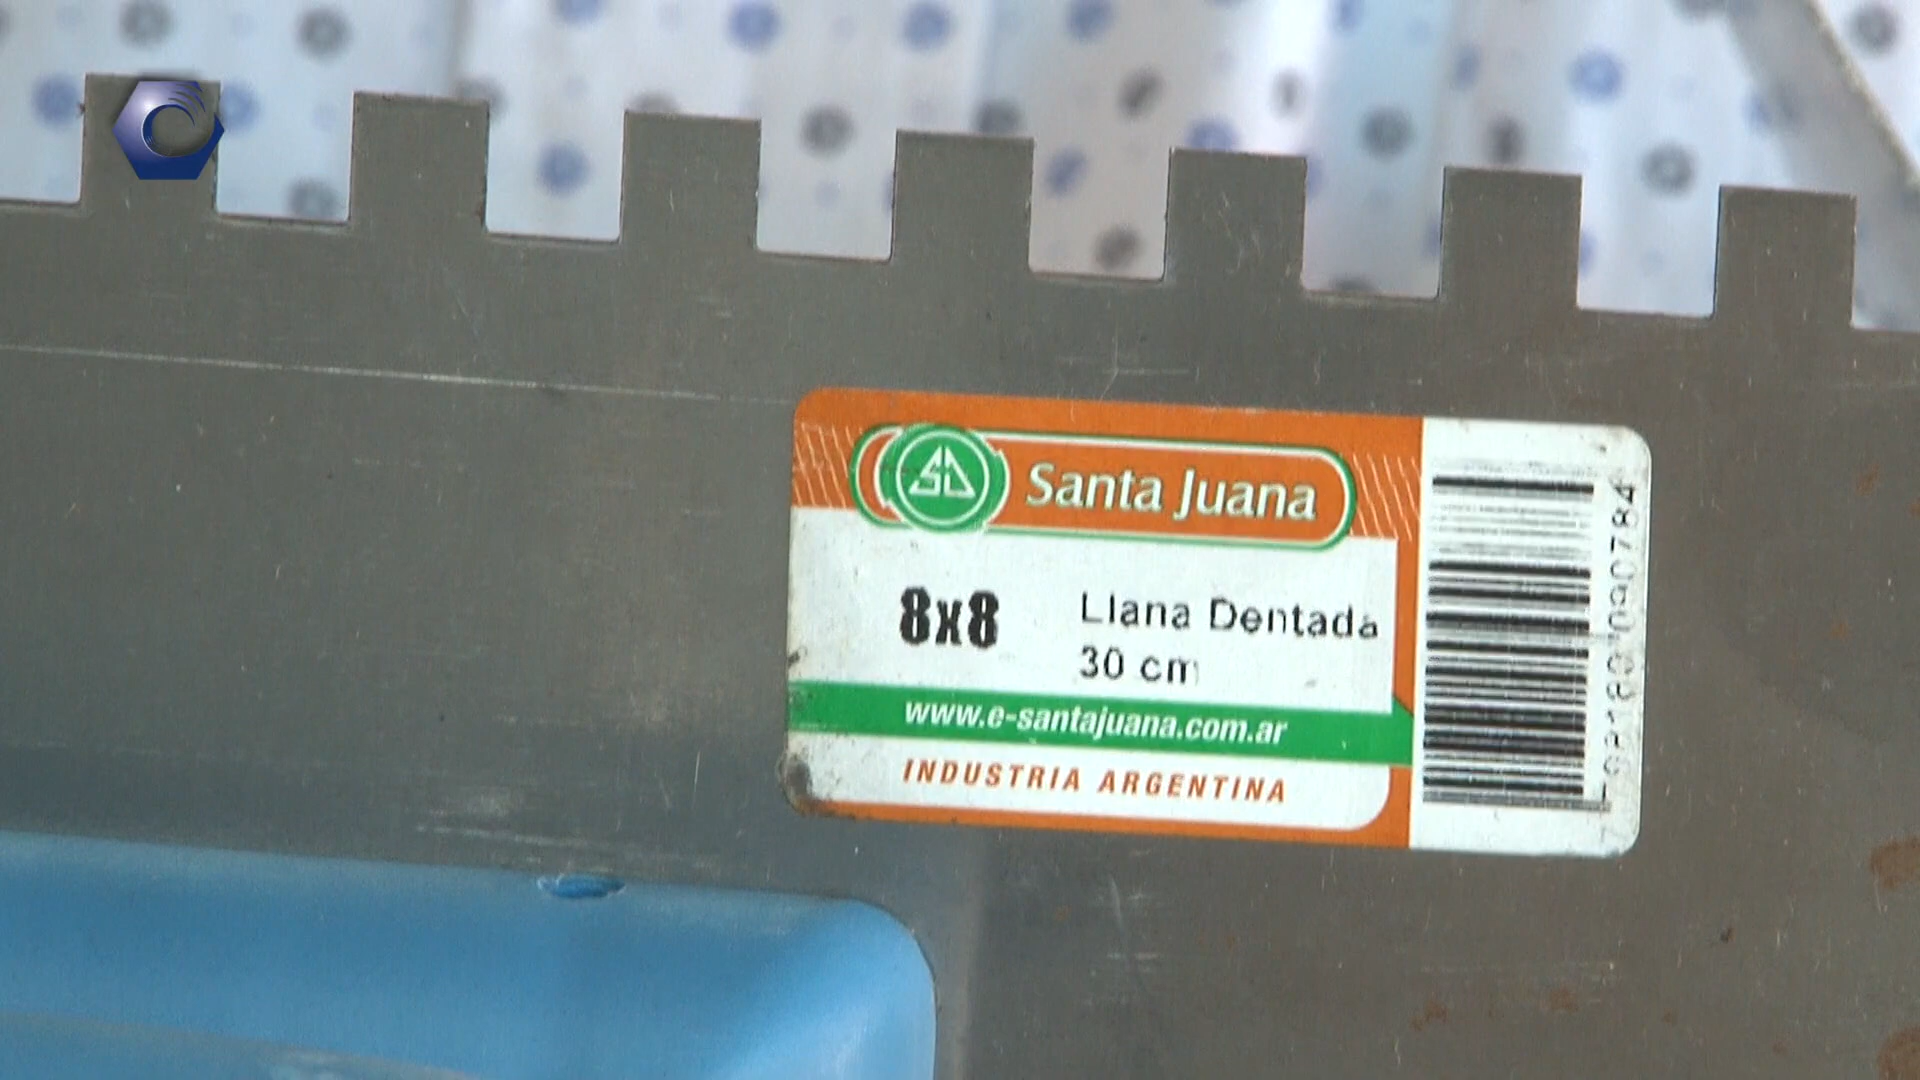 Santa Juana
8x8
Llana Dentada
30 cm
www.e-santajuana.com.ar
INDUSTRIA ARGENTINA